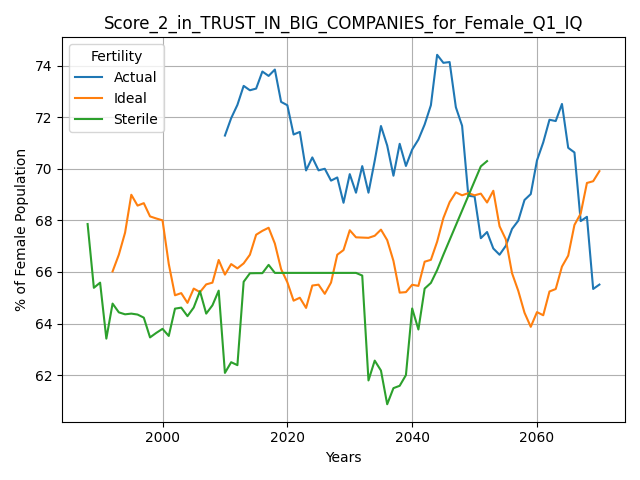 Score_2_in_TRUST_IN_BIG_COMPANIES_for_Female_Q1_IQ
Fertility
Actual
Ideal
Sterile
% of Female Population
74
72
70
68
66
64
62
2000
2020
2040
2060
Years